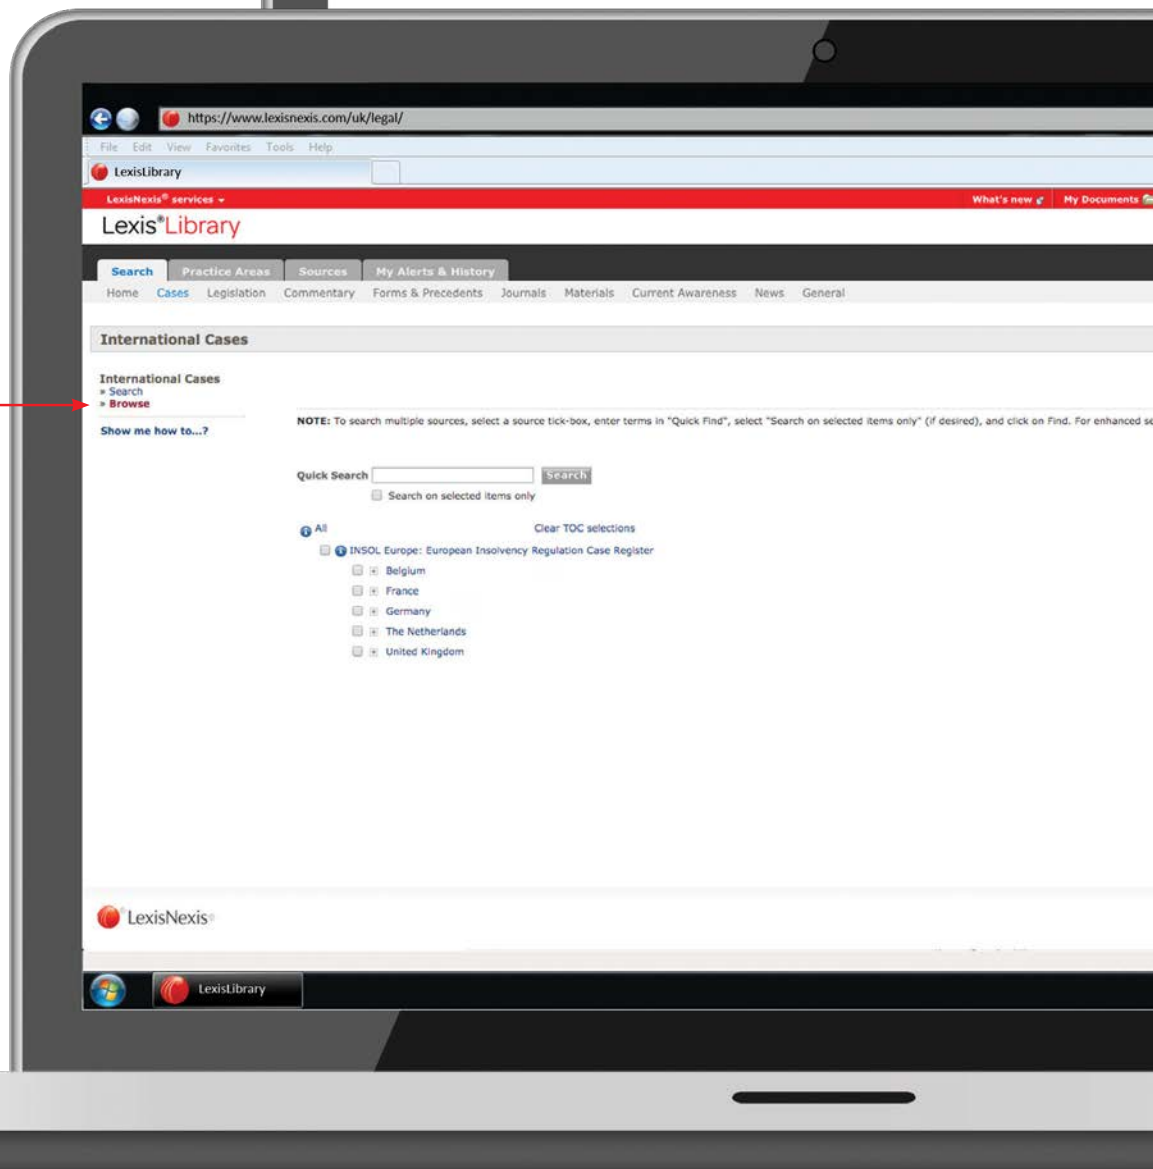 https://www.lexisnexis.com/uk/legal/
File Edit View Favorites Tools Help
LexisLibrary
LexisNexis® services What's new My Documents
Lexis®Library
Search Practice Areas Sources My Alerts & History
Home Cases Legislation Commentary Forms & Precedents Journals Materials Current Awareness News General
International Cases
International Cases
» Search
» Browse
Show me how to...?
NOTE: To search multiple sources, select a source tick-box, enter terms in "Quick Find", select "Search on selected items only" (if desired), and click on Find. For enhanced se
Quick Search Search
Search on selected items only
All Clear TOC selections
INSOL Europe: European Insolvency Regulation Case Register
Belgium
France
Germany
The Netherlands
United Kingdom
LexisNexis®
LexisLibrary